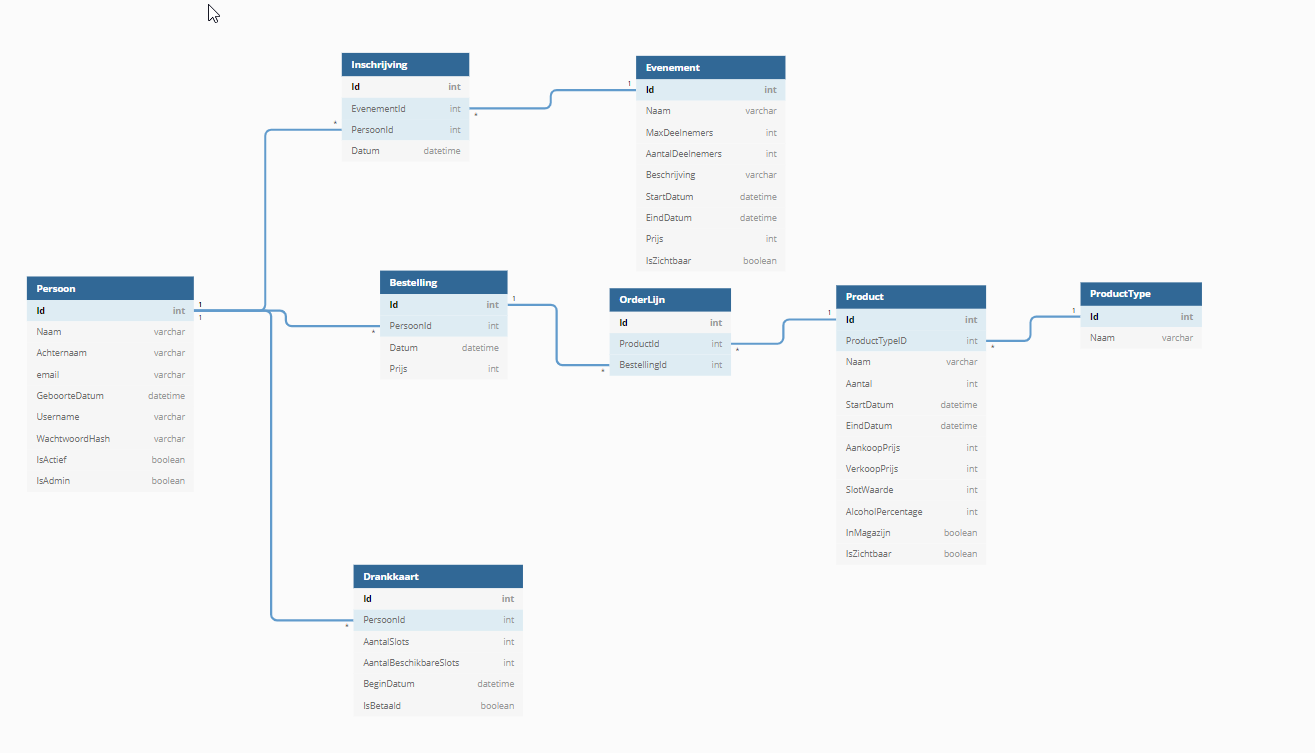 Inschrijving
Id int
EvenementId int
PersoonId int
Datum datetime
Evenement
Id int
Naam varchar
MaxDeelnemers int
AantalDeelnemers int
Beschrijving varchar
StartDatum datetime
EindDatum datetime
Prijs int
IsZichtbaar boolean
Persoon
Id int
Naam varchar
Achternaam varchar
email varchar
GeboorteDatum datetime
Username varchar
WachtwoordHash varchar
IsActief boolean
IsAdmin boolean
Bestelling
Id int
PersoonId int
Datum datetime
Prijs int
OrderLijn
Id int
ProductId int
BestellingId int
Product
Id int
ProductTypeID int
Naam varchar
Aantal int
StartDatum datetime
EindDatum datetime
AankoopPrijs int
VerkoopPrijs int
SlotWaarde int
AlcoholPercentage int
InMagazijn boolean
IsZichtbaar boolean
ProductType
Id int
Naam varchar
Drankkaart
Id int
PersoonId int
AantalSlots int
AantalBeschikbareSlots int
BeginDatum datetime
IsBetaald boolean
1
*
*
1
1
*
1
*
1
*
1
*
*